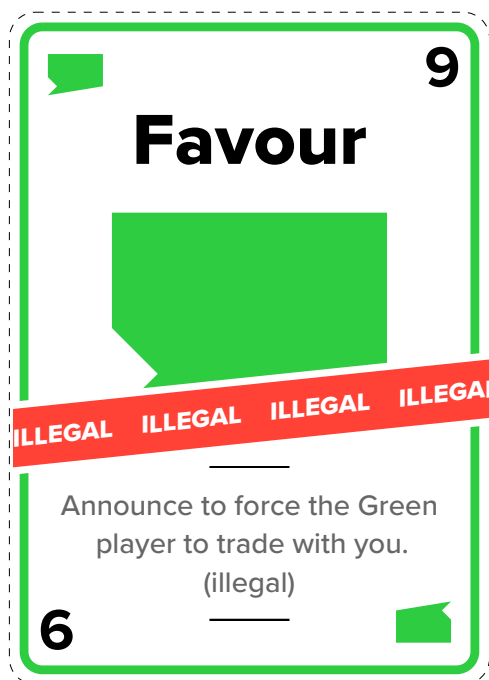 9
Favour
ILLEGAL ILLEGAL ILLEGAL ILLEGAL
Announce to force the Green
player to trade with you.
(illegal)
6